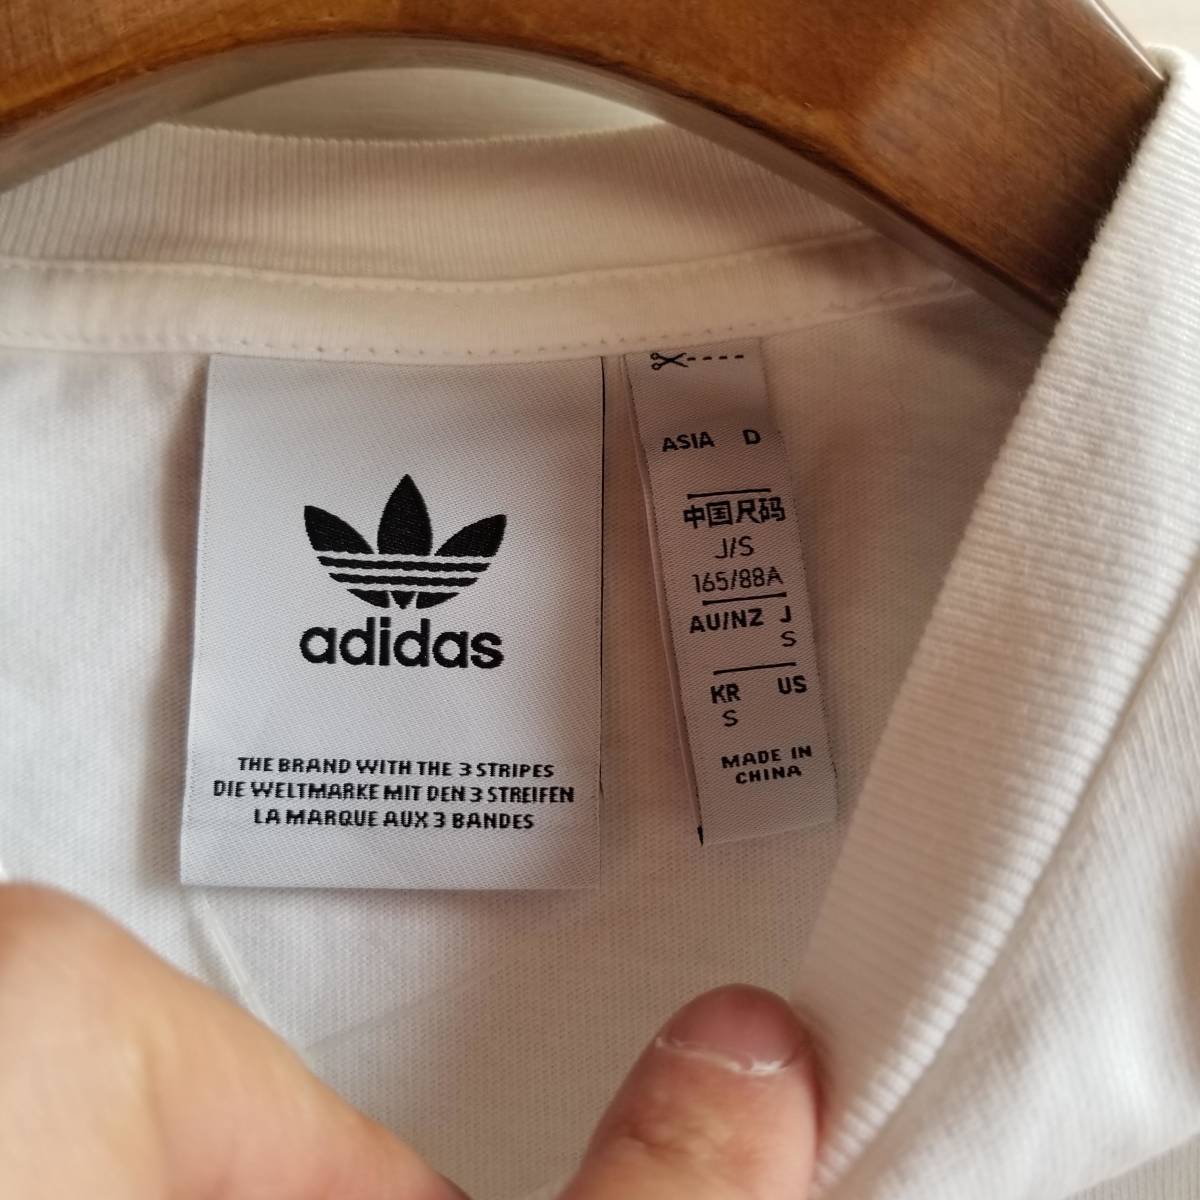 adidas
THE BRAND WITH THE 3 STRIPES
DIE WELTMARKE MIT DEN 3 STREIFEN
LA MARQUE AUX 3 BANDES
ASIA D
中国尺码
J/S
165/88A
AU/NZ J
S
KR US
S
MADE IN
CHINA